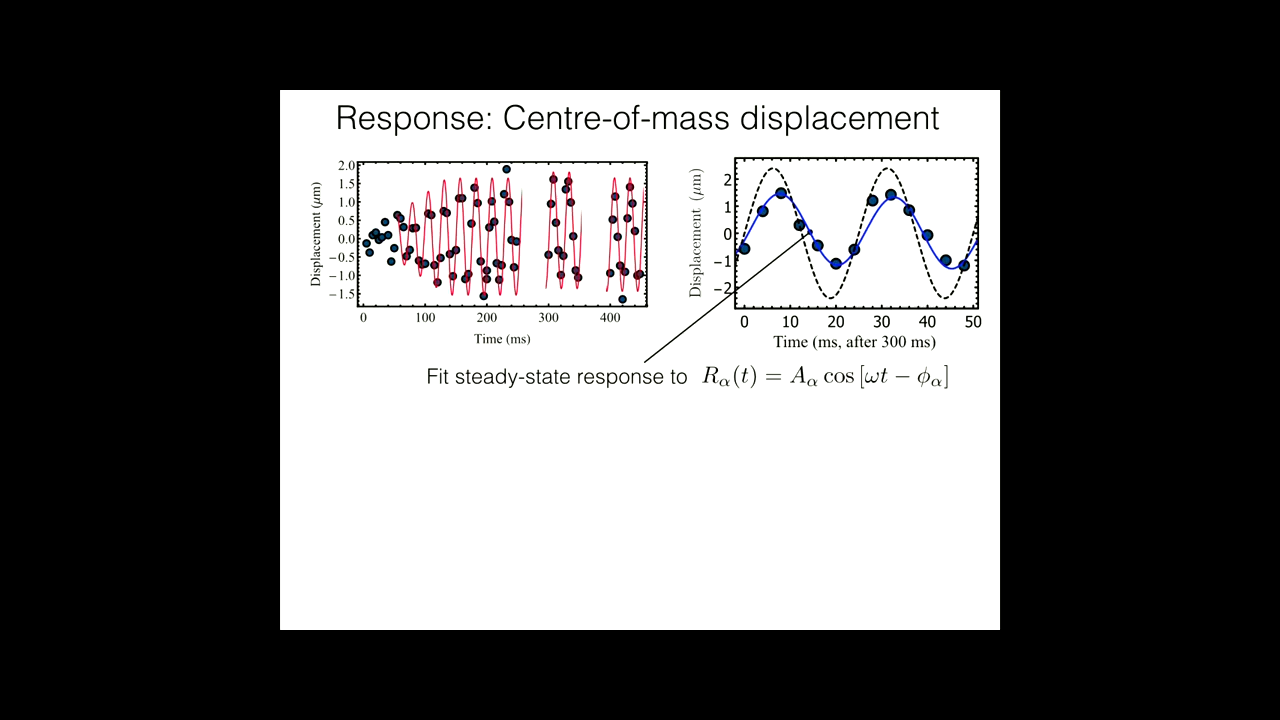 Response: Centre-of-mass displacement
2.0
1.5
1.0
0.5
0.0
−0.5
−1.0
−1.5
Displacement (μm)
0 100 200 300 400
Time (ms)
2
1
0
−1
−2
Displacement (μm)
0 10 20 30 40 50
Time (ms, after 300 ms)
Fit steady-state response to R_α(t) = A_α cos [ωt − ϕ_α]